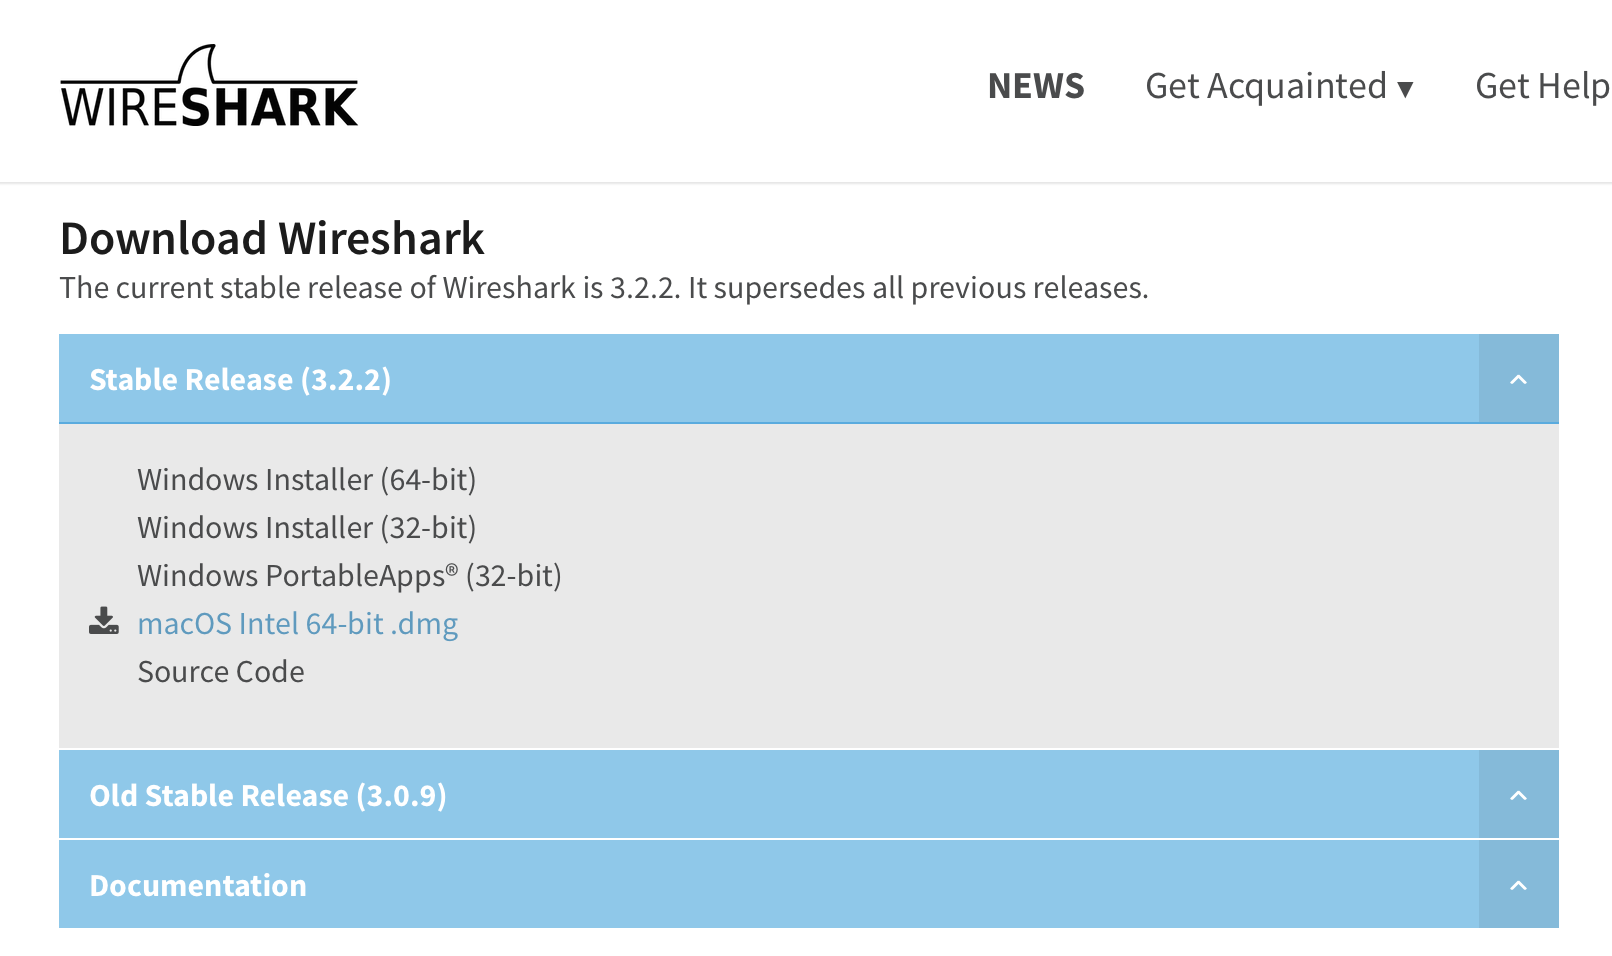 WIRESHARK
NEWS Get Acquainted ▾ Get Help
Download Wireshark
The current stable release of Wireshark is 3.2.2. It supersedes all previous releases.
Stable Release (3.2.2)
Windows Installer (64-bit)
Windows Installer (32-bit)
Windows PortableApps® (32-bit)
macOS Intel 64-bit .dmg
Source Code
Old Stable Release (3.0.9)
Documentation